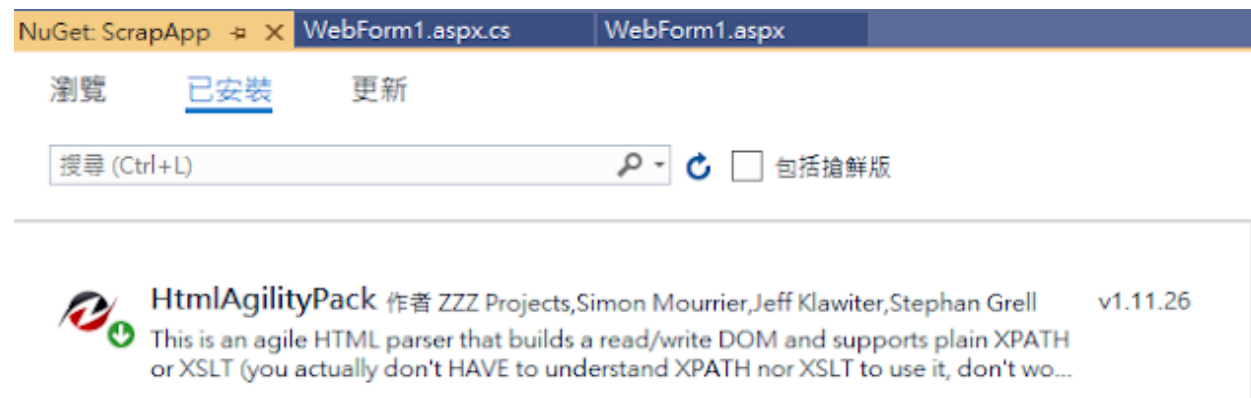 NuGet: ScrapApp WebForm1.aspx.cs WebForm1.aspx
瀏覽 已安裝 更新
搜尋 (Ctrl+L) 包括搶鮮版
HtmlAgilityPack 作者 ZZZ Projects,Simon Mourrier,Jeff Klawiter,Stephan Grell v1.11.26
This is an agile HTML parser that builds a read/write DOM and supports plain XPATH
or XSLT (you actually don't HAVE to understand XPATH nor XSLT to use it, don't wo...